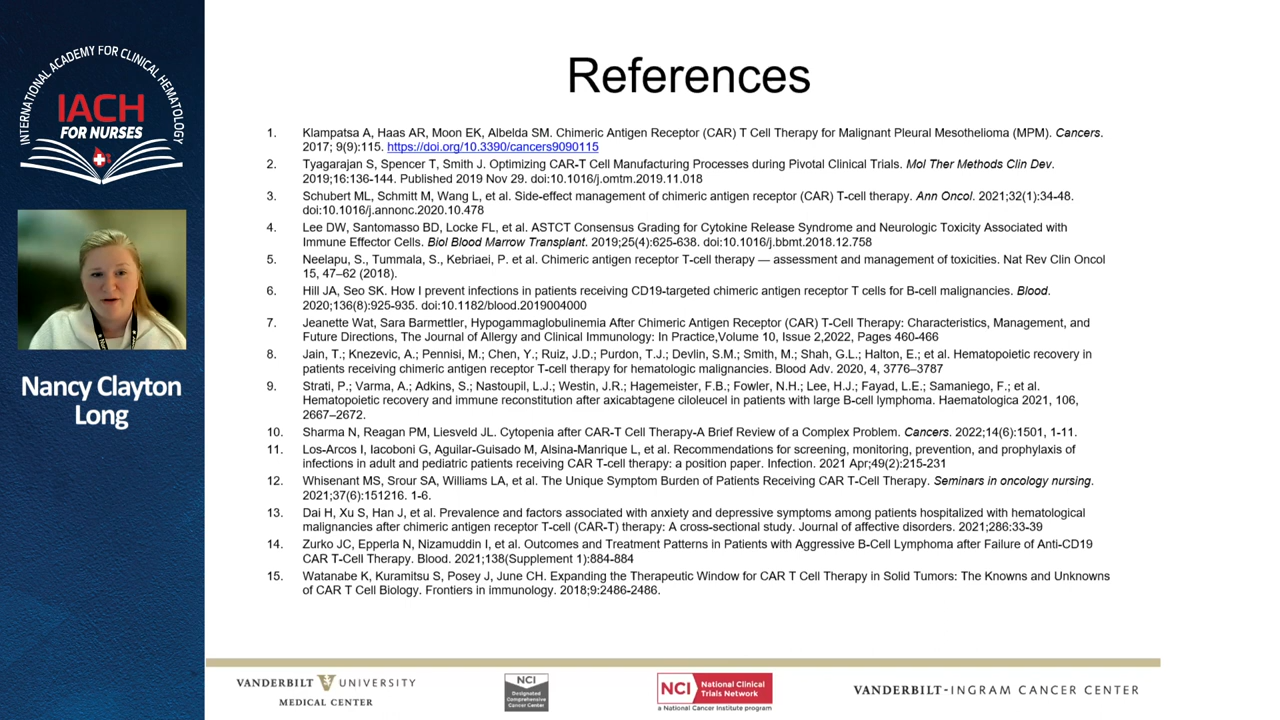 INTERNATIONAL ACADEMY FOR CLINICAL HEMATOLOGY
IACH
FOR NURSES
Nancy Clayton
Long
References
1. Klampatsa A, Haas AR, Moon EK, Albelda SM. Chimeric Antigen Receptor (CAR) T Cell Therapy for Malignant Pleural Mesothelioma (MPM). Cancers.
2017; 9(9):115. https://doi.org/10.3390/cancers9090115
2. Tyagarajan S, Spencer T, Smith J. Optimizing CAR-T Cell Manufacturing Processes during Pivotal Clinical Trials. Mol Ther Methods Clin Dev.
2019;16:136-144. Published 2019 Nov 29. doi:10.1016/j.omtm.2019.11.018
3. Schubert ML, Schmitt M, Wang L, et al. Side-effect management of chimeric antigen receptor (CAR) T-cell therapy. Ann Oncol. 2021;32(1):34-48.
doi:10.1016/j.annonc.2020.10.478
4. Lee DW, Santomasso BD, Locke FL, et al. ASTCT Consensus Grading for Cytokine Release Syndrome and Neurologic Toxicity Associated with
Immune Effector Cells. Biol Blood Marrow Transplant. 2019;25(4):625-638. doi:10.1016/j.bbmt.2018.12.758
5. Neelapu, S., Tummala, S., Kebriaei, P. et al. Chimeric antigen receptor T-cell therapy — assessment and management of toxicities. Nat Rev Clin Oncol
15, 47–62 (2018).
6. Hill JA, Seo SK. How I prevent infections in patients receiving CD19-targeted chimeric antigen receptor T cells for B-cell malignancies. Blood.
2020;136(8):925-935. doi:10.1182/blood.2019004000
7. Jeanette Wat, Sara Barmettler, Hypogammaglobulinemia After Chimeric Antigen Receptor (CAR) T-Cell Therapy: Characteristics, Management, and
Future Directions, The Journal of Allergy and Clinical Immunology: In Practice,Volume 10, Issue 2,2022, Pages 460-466
8. Jain, T.; Knezevic, A.; Pennisi, M.; Chen, Y.; Ruiz, J.D.; Purdon, T.J.; Devlin, S.M.; Smith, M.; Shah, G.L.; Halton, E.; et al. Hematopoietic recovery in
patients receiving chimeric antigen receptor T-cell therapy for hematologic malignancies. Blood Adv. 2020, 4, 3776–3787
9. Strati, P.; Varma, A.; Adkins, S.; Nastoupil, L.J.; Westin, J.R.; Hagemeister, F.B.; Fowler, N.H.; Lee, H.J.; Fayad, L.E.; Samaniego, F.; et al.
Hematopoietic recovery and immune reconstitution after axicabtagene ciloleucel in patients with large B-cell lymphoma. Haematologica 2021, 106,
2667–2672.
10. Sharma N, Reagan PM, Liesveld JL. Cytopenia after CAR-T Cell Therapy-A Brief Review of a Complex Problem. Cancers. 2022;14(6):1501, 1-11.
11. Los-Arcos I, Iacoboni G, Aguilar-Guisado M, Alsina-Manrique L, et al. Recommendations for screening, monitoring, prevention, and prophylaxis of
infections in adult and pediatric patients receiving CAR T-cell therapy: a position paper. Infection. 2021 Apr;49(2):215-231
12. Whisenant MS, Srour SA, Williams LA, et al. The Unique Symptom Burden of Patients Receiving CAR T-Cell Therapy. Seminars in oncology nursing.
2021;37(6):151216. 1-6.
13. Dai H, Xu S, Han J, et al. Prevalence and factors associated with anxiety and depressive symptoms among patients hospitalized with hematological
malignancies after chimeric antigen receptor T-cell (CAR-T) therapy: A cross-sectional study. Journal of affective disorders. 2021;286:33-39
14. Zurko JC, Epperla N, Nizamuddin I, et al. Outcomes and Treatment Patterns in Patients with Aggressive B-Cell Lymphoma after Failure of Anti-CD19
CAR T-Cell Therapy. Blood. 2021;138(Supplement 1):884-884
15. Watanabe K, Kuramitsu S, Posey J, June CH. Expanding the Therapeutic Window for CAR T Cell Therapy in Solid Tumors: The Knowns and Unknowns
of CAR T Cell Biology. Frontiers in immunology. 2018;9:2486-2486.
VANDERBILT UNIVERSITY
MEDICAL CENTER
NCI
Designated
Comprehensive
Cancer Center
NCI National Clinical
Trials Network
a National Cancer Institute program
VANDERBILT-INGRAM CANCER CENTER